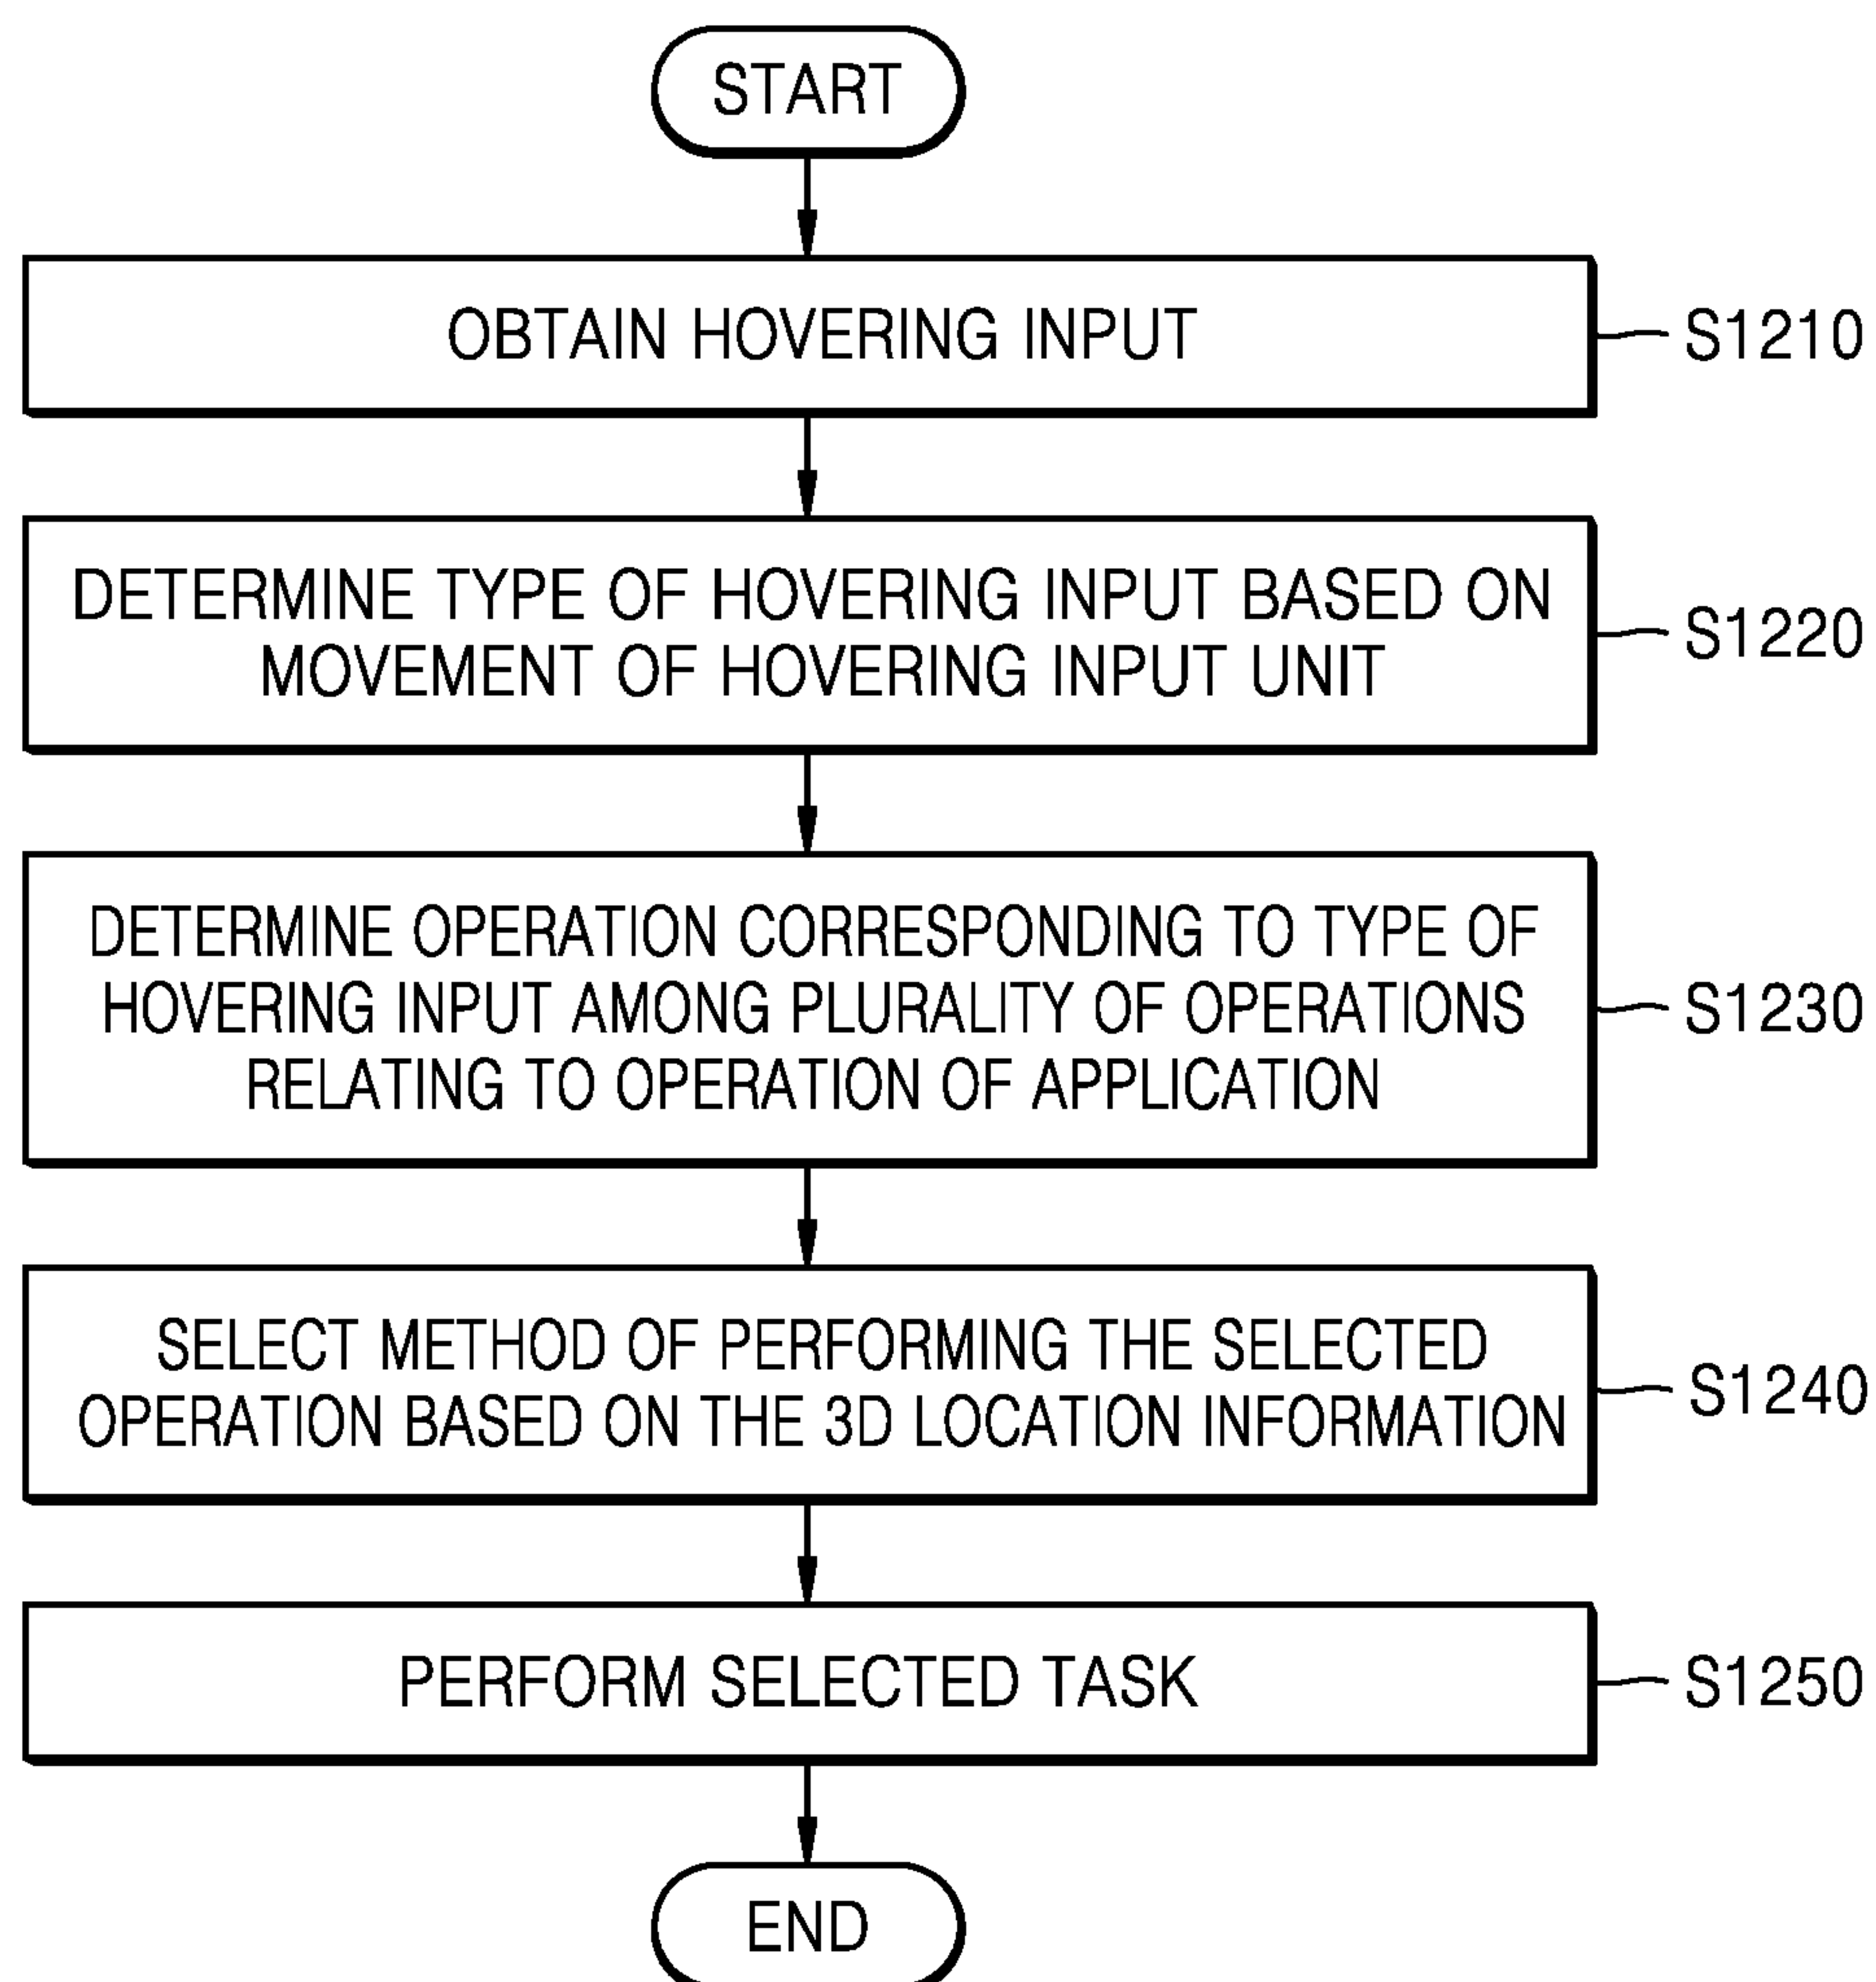 START
OBTAIN HOVERING INPUT
S1210
DETERMINE TYPE OF HOVERING INPUT BASED ON
MOVEMENT OF HOVERING INPUT UNIT
S1220
DETERMINE OPERATION CORRESPONDING TO TYPE OF
HOVERING INPUT AMONG PLURALITY OF OPERATIONS
RELATING TO OPERATION OF APPLICATION
S1230
SELECT METHOD OF PERFORMING THE SELECTED
OPERATION BASED ON THE 3D LOCATION INFORMATION
S1240
PERFORM SELECTED TASK
S1250
END